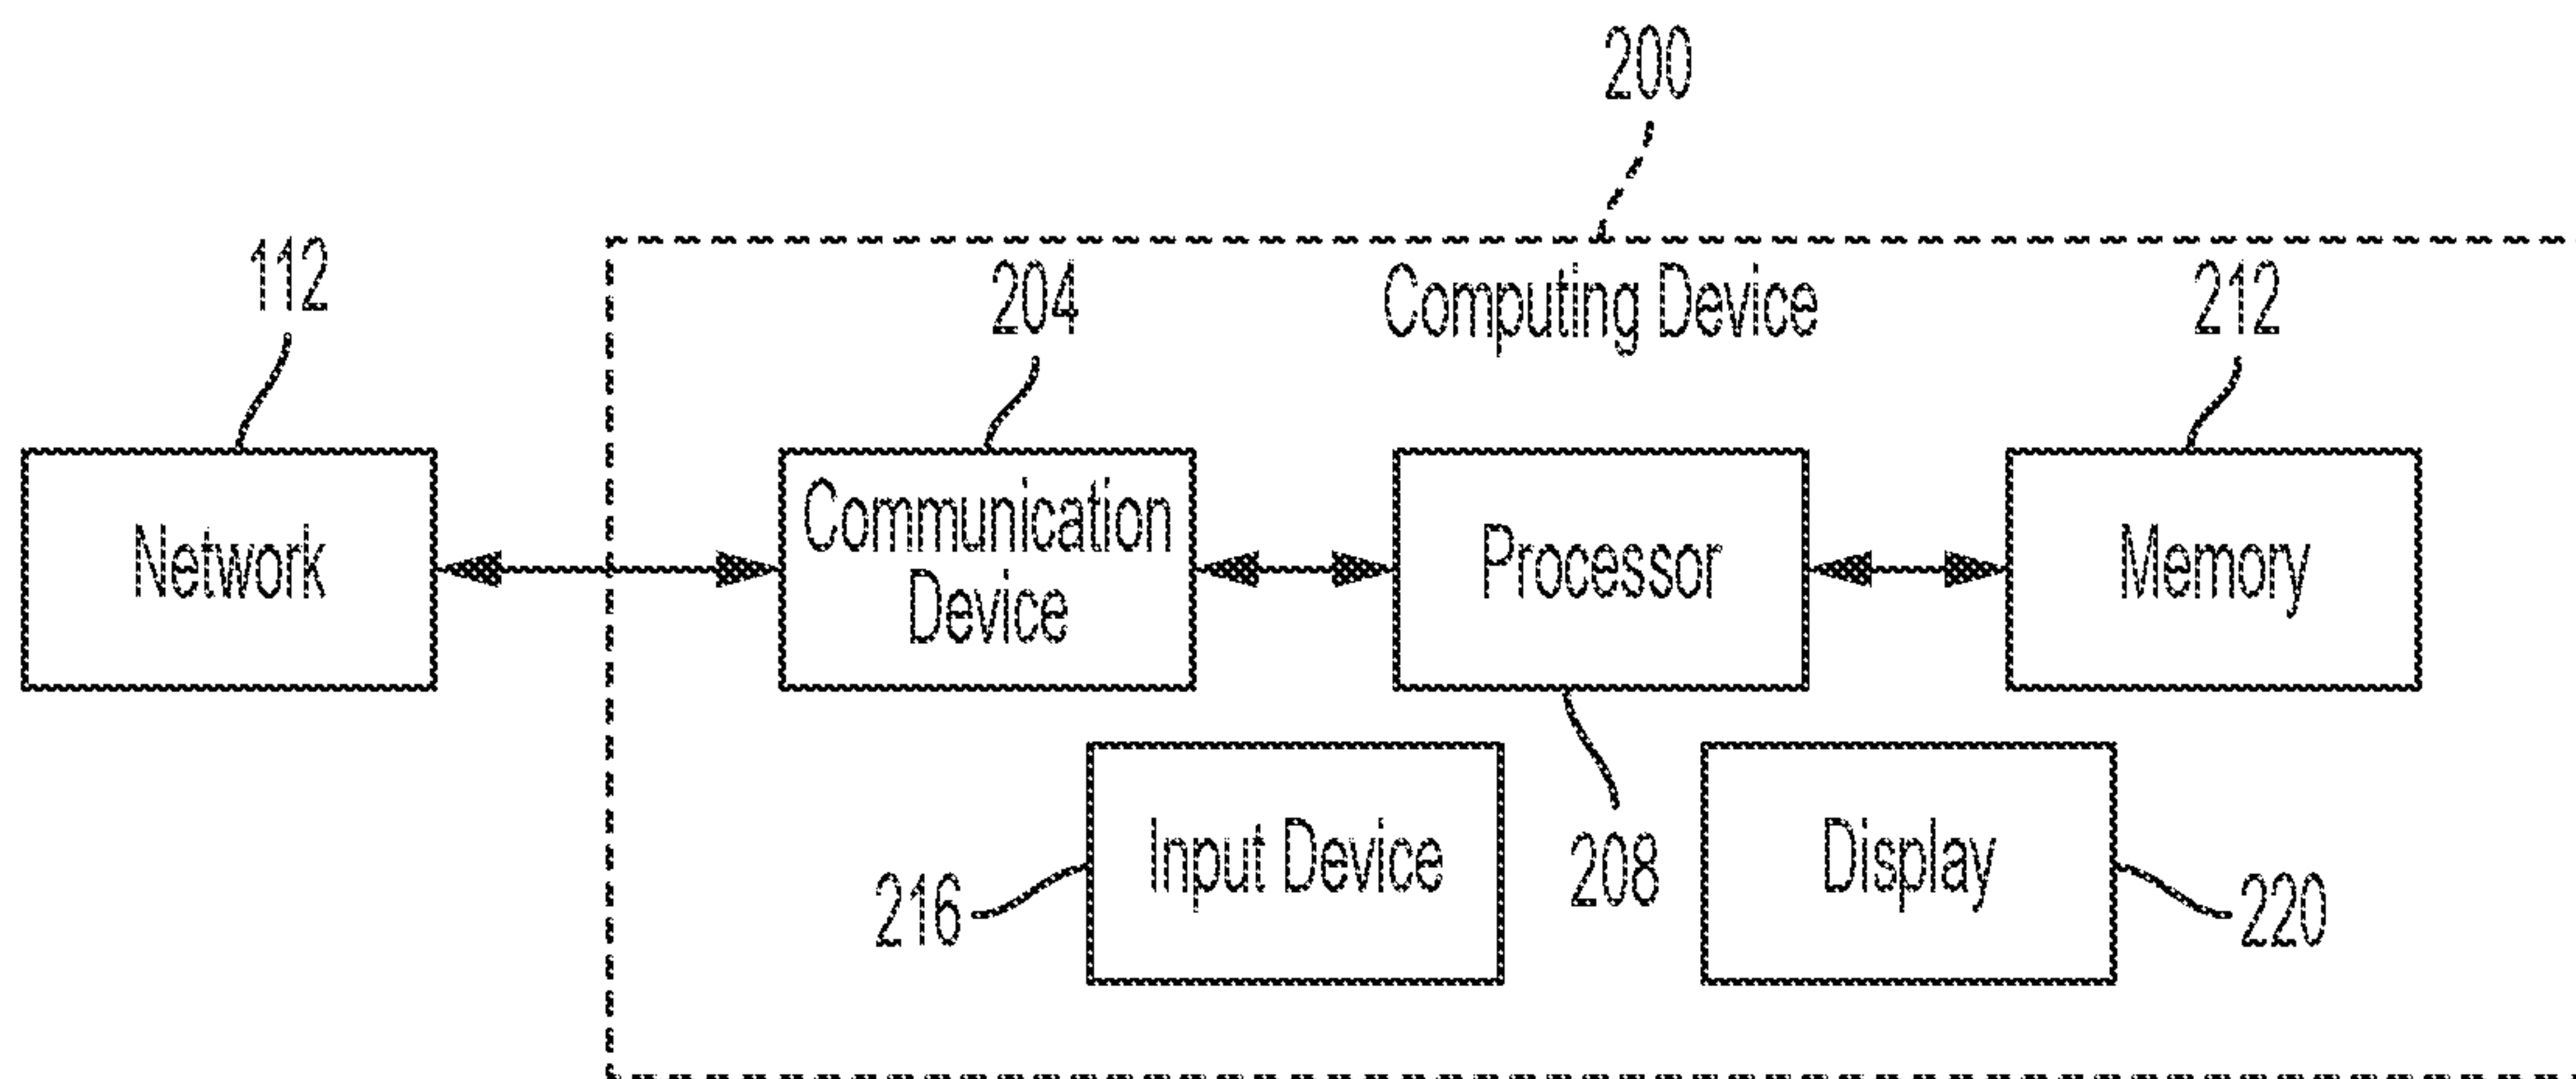 200
112
204
Computing Device
212
Network
Communication
Device
Processor
Memory
Input Device
208
Display
216
220